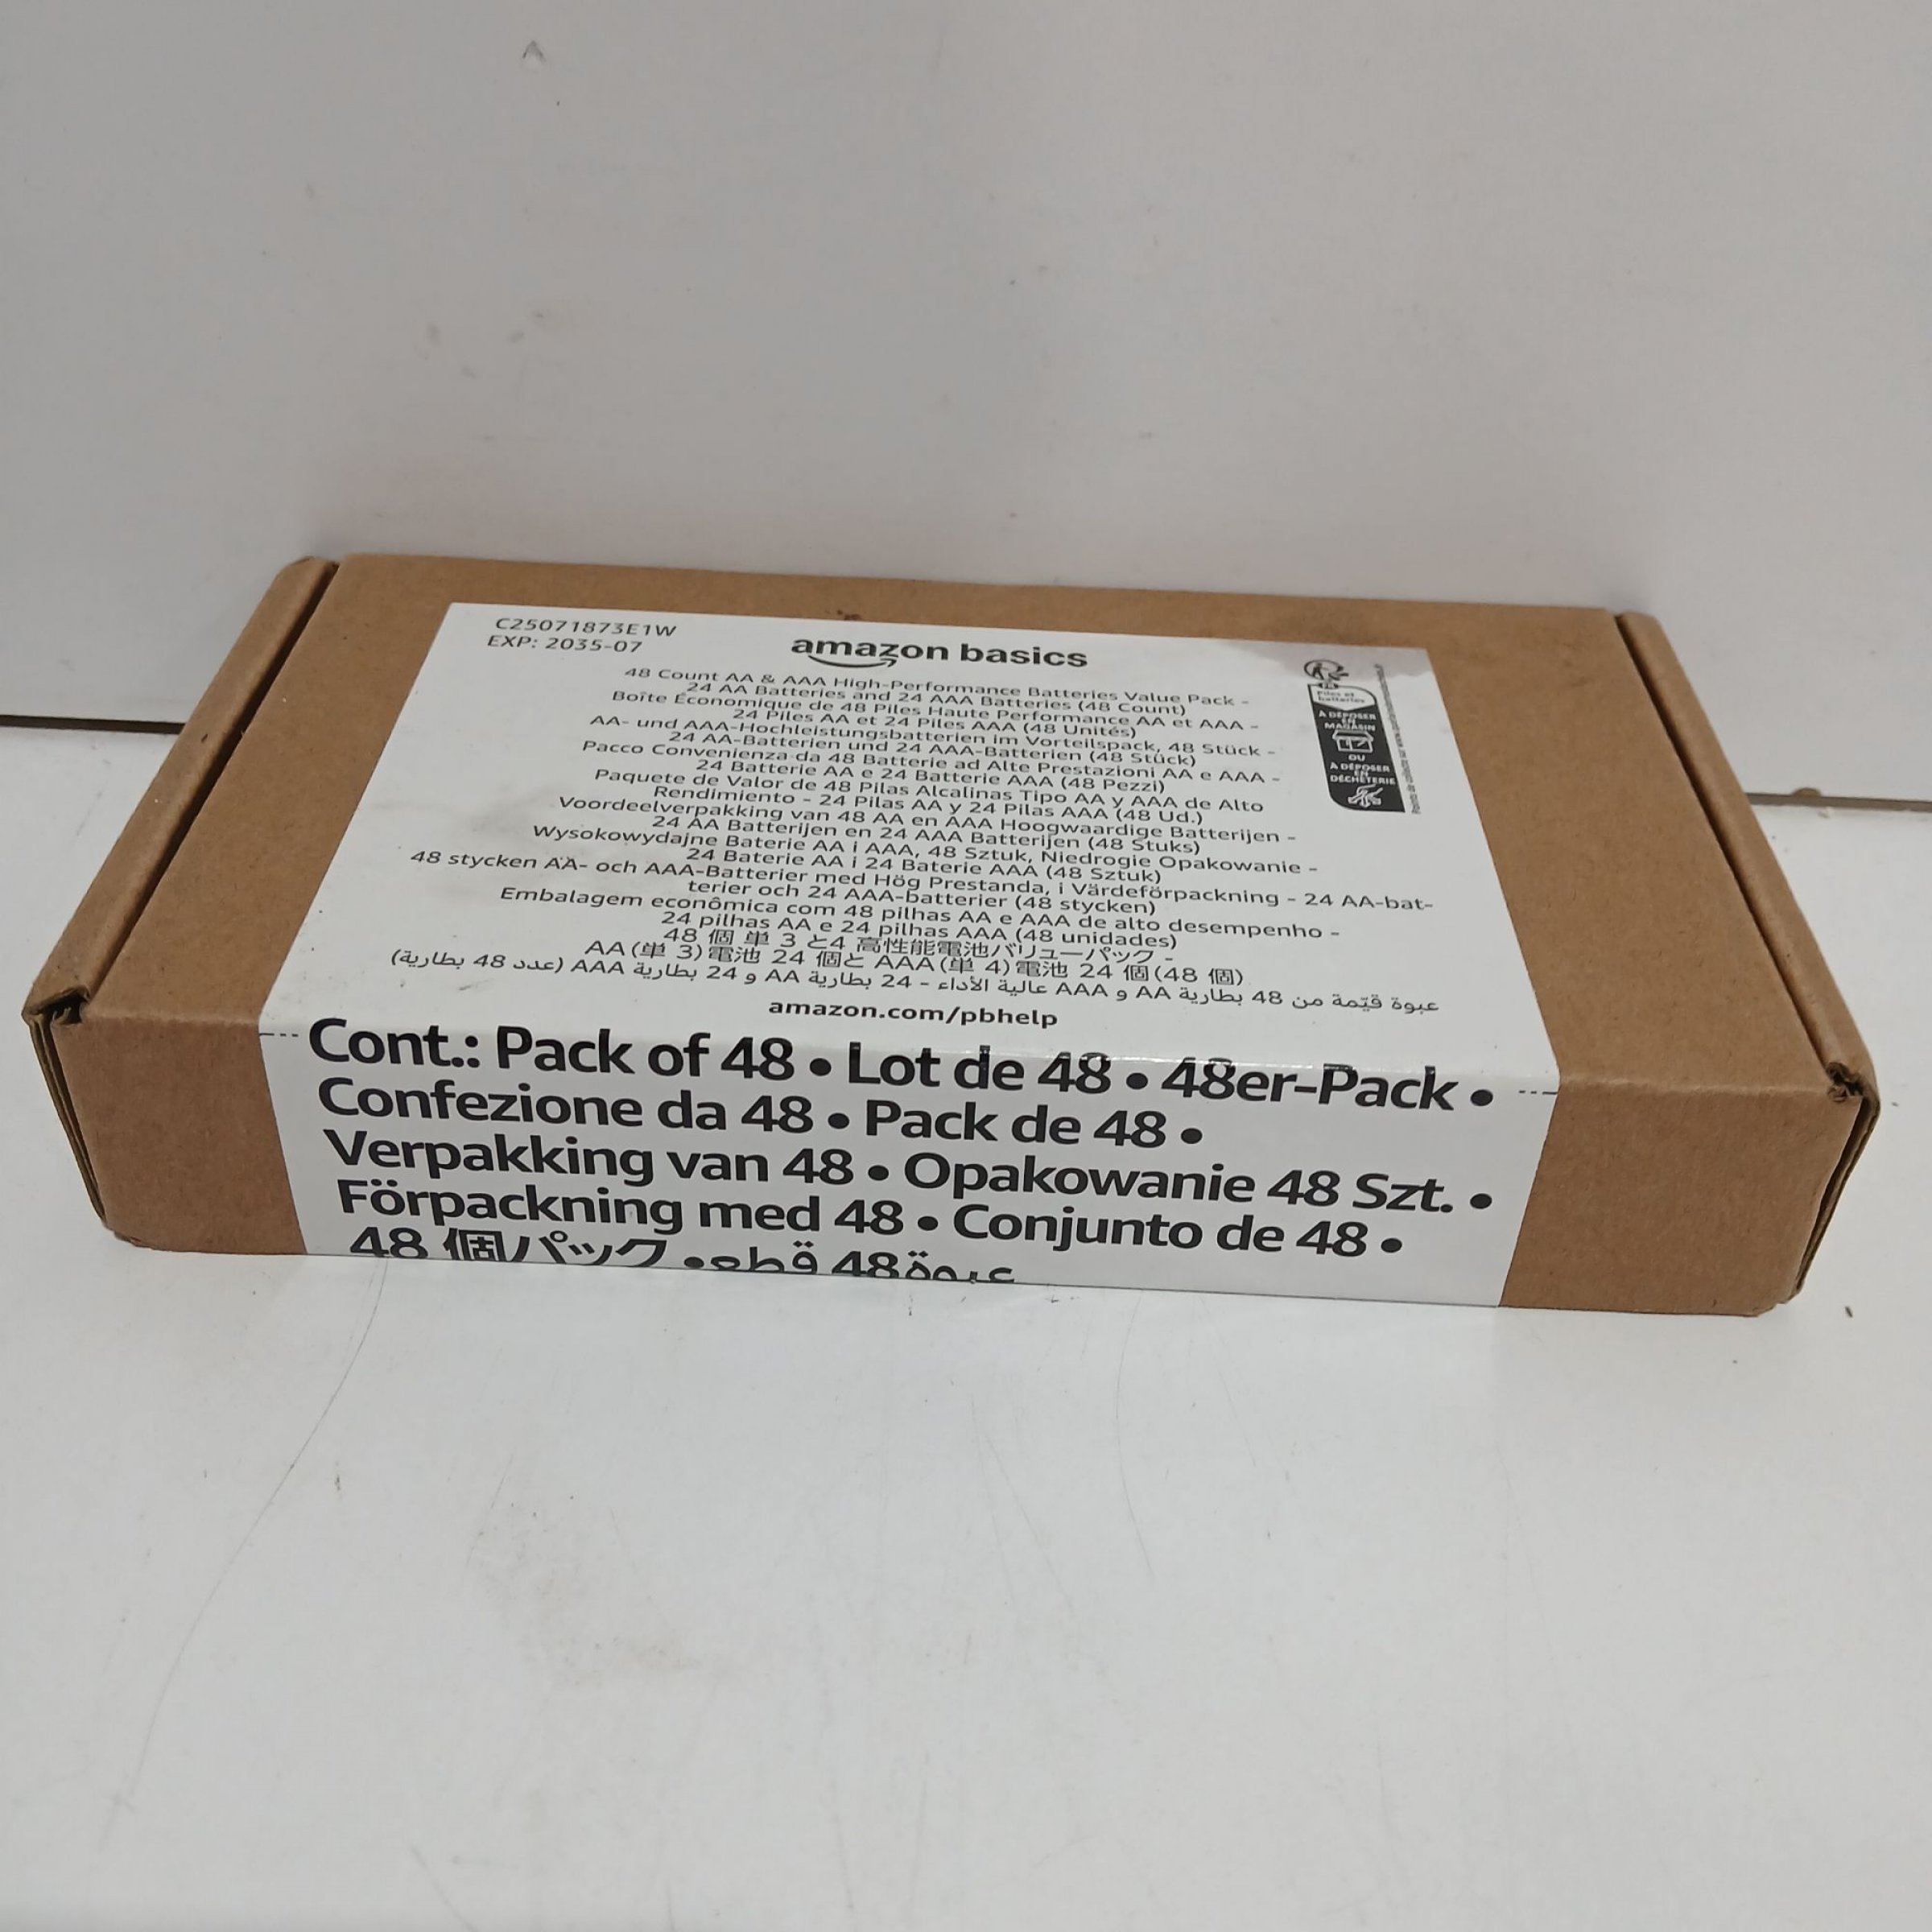 C25071873E1W
EXP: 2035-07
amazon basics
48 Count AA & AAA High-Performance Batteries Value Pack -
24 AA Batteries and 24 AAA Batteries (48 Count)
Boîte Économique de 48 Piles Haute Performance AA et AAA -
24 Piles AA et 24 Piles AAA (48 Unités)
AA- und AAA-Hochleistungsbatterien im Vorteilspack, 48 Stück -
24 AA-Batterien und 24 AAA-Batterien (48 Stück)
Pacco Convenienza da 48 Batterie ad Alte Prestazioni AA e AAA -
24 Batterie AA e 24 Batterie AAA (48 Pezzi)
Paquete de Valor de 48 Pilas Alcalinas Tipo AA y AAA de Alto
Rendimiento - 24 Pilas AA y 24 Pilas AAA (48 Ud.)
Voordeelverpakking van 48 AA en AAA Hoogwaardige Batterijen -
24 AA Batterijen en 24 AAA Batterijen (48 Stuks)
Wysokowydajne Baterie AA i AAA, 48 Sztuk, Niedrogie Opakowanie -
24 Baterie AA i 24 Baterie AAA (48 Sztuk)
48 stycken AA- och AAA-Batterier med Hög Prestanda, i Värdeförpackning - 24 AA-bat-
terier och 24 AAA-batterier (48 stycken)
Embalagem econômica com 48 pilhas AA e AAA de alto desempenho -
24 pilhas AA e 24 pilhas AAA (48 unidades)
48 個 単 3 と4 高性能電池バリューパック -
AA(単 3)電池 24 個と AAA(単 4)電池 24 個(48 個)
عبوة قيّمة من 48 بطارية AA و AAA عالية الأداء - 24 بطارية AA و 24 بطارية AAA (عدد 48 بطارية)
amazon.com/pbhelp
Piles et
batteries
À DÉPOSER
EN
MAGASIN
OU
À DÉPOSER
EN
DÉCHÈTERIE
Cont.: Pack of 48 • Lot de 48 • 48er-Pack •
Confezione da 48 • Pack de 48 •
Verpakking van 48 • Opakowanie 48 Szt. •
Förpackning med 48 • Conjunto de 48 •
48 個パック • عبوة48 قطعه